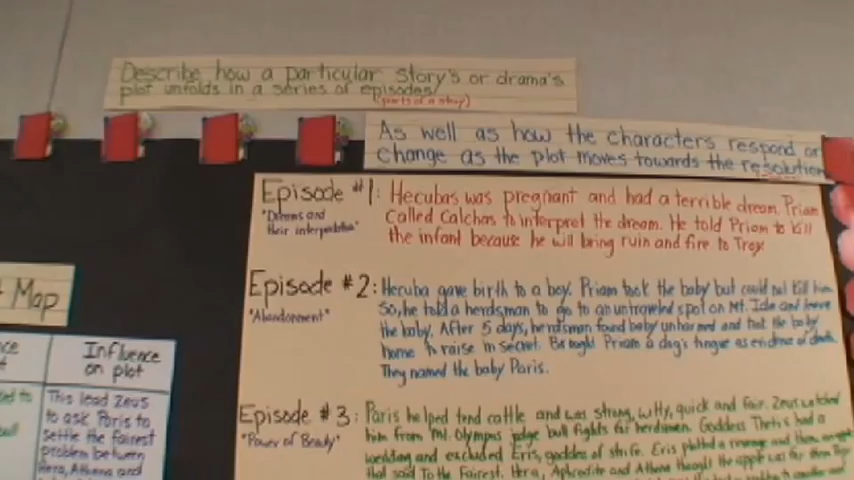 Describe how a particular story's or drama's
plot unfolds in a series of episodes/
(parts of a story)
As well as how the characters respond or
change as the plot moves towards the resolution
Episode #1: Hecubas was pregnant and had a terrible dream. Priam
"Dreams and called Calchas to interpret the dream. He told Priam to kill
their interpretation" the infant because he will bring ruin and fire to Troy.
Episode #2: Hecuba gave birth to a boy. Priam took the baby but could not kill him
"Abandonment" So, he told a herdsman to go to an untraveled spot on Mt. Ida and leave
the baby. After 5 days, herdsman found baby unharmed and took the baby
home to raise in secret. Brought Priam a dog's tongue as evidence of death.
They named the baby Paris.
Episode #3: Paris helped tend cattle and was strong, witty, quick and fair. Zeus watched
"Power of Beauty" him from Mt. Olympus judge bull fights for herdsmen. Goddess Thetis had a
wedding and excluded Eris, goddess of strife. Eris plotted a revenge and
that said To the Fairest. Hera, Aphrodite and Athena thought the apple was for them
Map
Influence
on plot
This lead Zeus
to ask Paris to
settle the fairest
problem between
Hera, Athena and